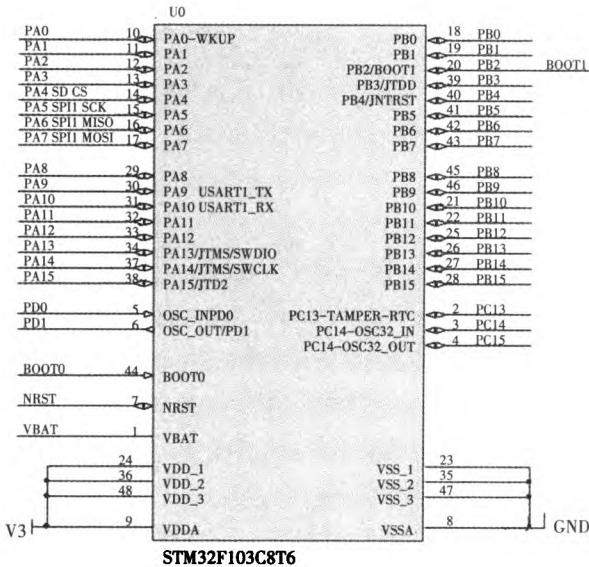 U0
PA0 10 PA0-WKUP PB0 18 PB0
PA1 11 PA1 PB1 19 PB1
PA2 12 PA2 PB2/BOOT1 20 PB2 BOOT1
PA3 13 PA3 PB3/JTDD 39 PB3
PA4 SD CS 14 PA4 PB4/JNTRST 40 PB4
PA5 SPI1 SCK 15 PA5 PB5 41 PB5
PA6 SPI1 MISO 16 PA6 PB6 42 PB6
PA7 SPI1 MOSI 17 PA7 PB7 43 PB7
PA8 29 PA8 PB8 45 PB8
PA9 30 PA9 USART1_TX PB9 46 PB9
PA10 31 PA10 USART1_RX PB10 21 PB10
PA11 32 PA11 PB11 22 PB11
PA12 33 PA12 PB12 25 PB12
PA13 34 PA13/JTMS/SWDIO PB13 26 PB13
PA14 37 PA14/JTMS/SWCLK PB14 27 PB14
PA15 38 PA15/JTD2 PB15 28 PB15
PD0 5 OSC_INPD0 PC13-TAMPER-RTC 2 PC13
PD1 6 OSC_OUT/PD1 PC14-OSC32_IN 3 PC14
PC14-OSC32_OUT 4 PC15
BOOT0 44 BOOT0
NRST 7 NRST
VBAT 1 VBAT
24 VDD_1 VSS_1 23
36 VDD_2 VSS_2 35
48 VDD_3 VSS_3 47
V3 9 VDDA VSSA 8 GND
STM32F103C8T6